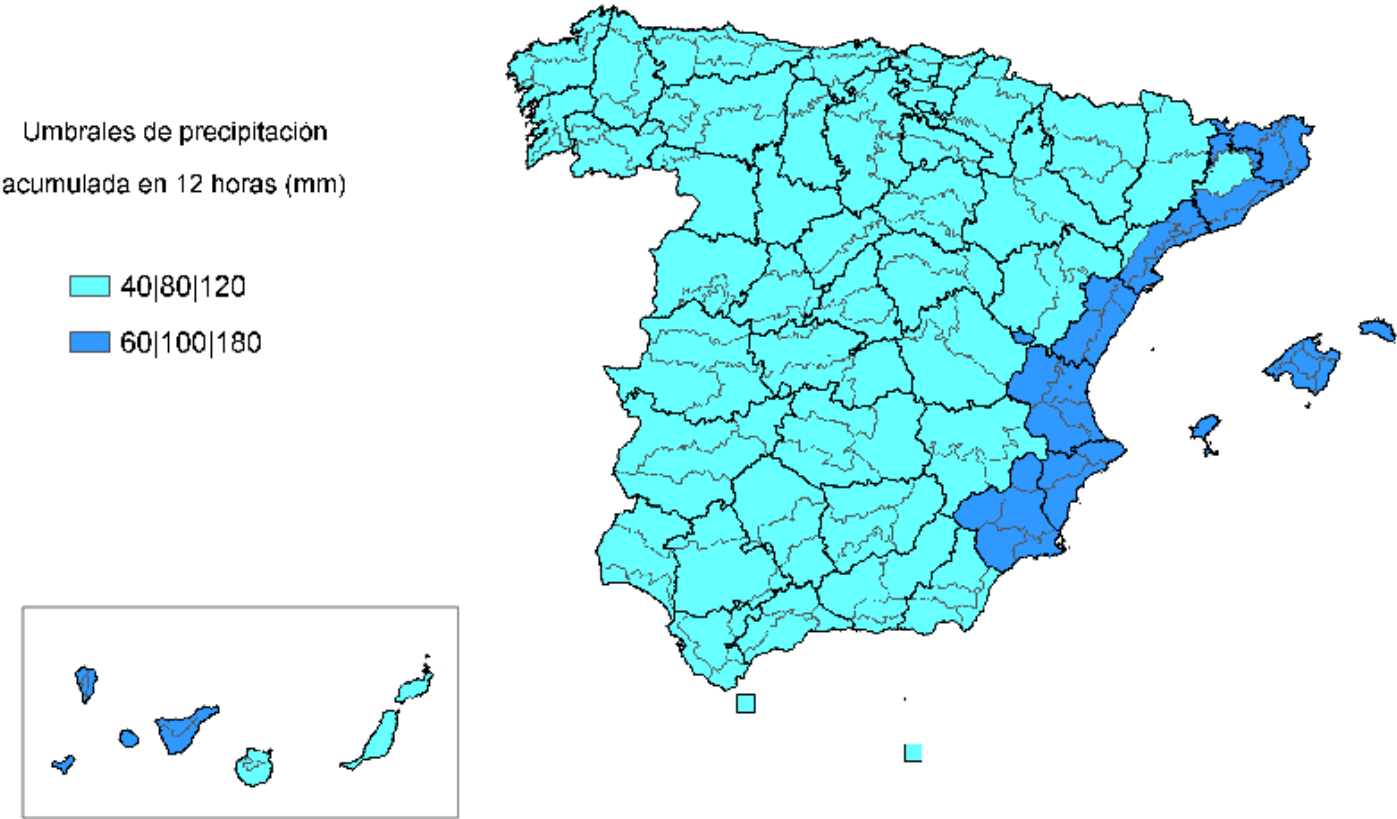 Umbrales de precipitación
acumulada en 12 horas (mm)
40|80|120
60|100|180